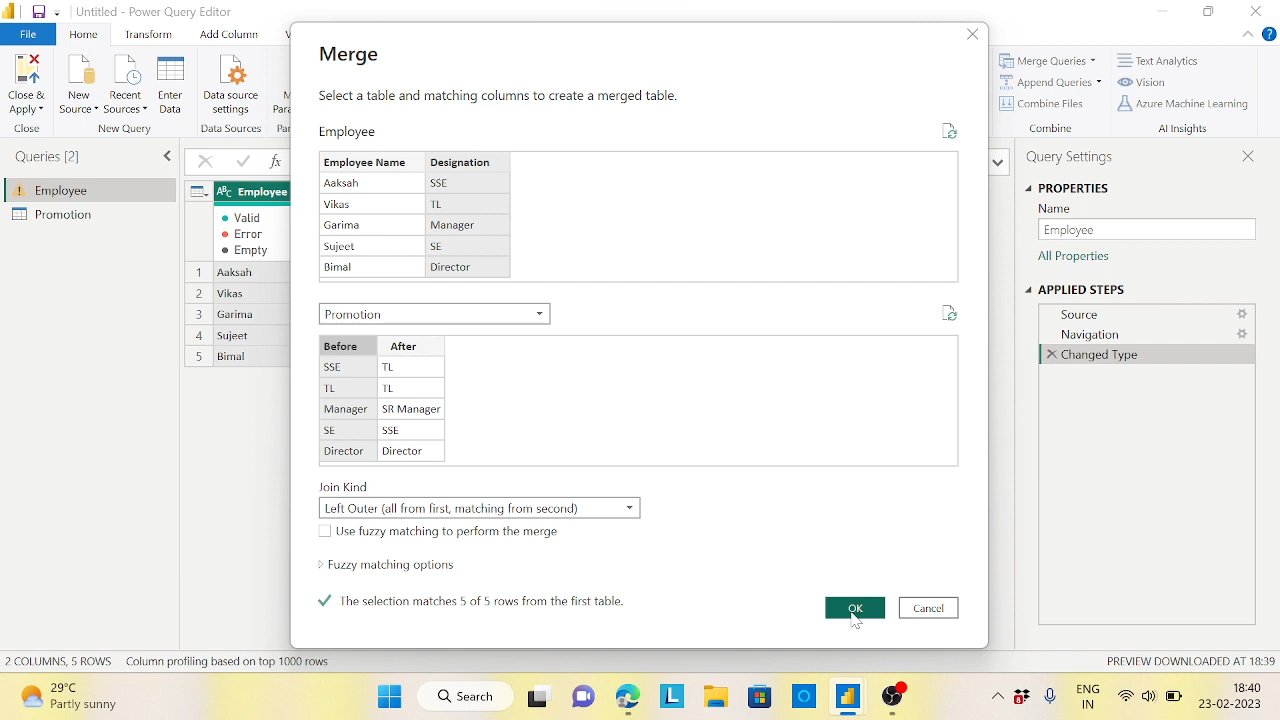 Untitled - Power Query Editor
File Home Transform Add Column
Close & Apply
New Source
Recent Sources
Enter Data
Data source settings
Close
New Query
Data Sources
Merge Queries
Append Queries
Combine Files
Text Analytics
Vision
Azure Machine Learning
Combine
AI Insights
Queries [2]
Employee
Promotion
fx
ABC Employee
Valid
Error
Empty
1 Aaksah
2 Vikas
3 Garima
4 Sujeet
5 Bimal
Merge
Select a table and matching columns to create a merged table.
Employee
Employee Name Designation
Aaksah SSE
Vikas TL
Garima Manager
Sujeet SE
Bimal Director
Promotion
Before After
SSE TL
TL TL
Manager SR Manager
SE SSE
Director Director
Join Kind
Left Outer (all from first, matching from second)
Use fuzzy matching to perform the merge
Fuzzy matching options
The selection matches 5 of 5 rows from the first table.
OK Cancel
Query Settings
PROPERTIES
Name
Employee
All Properties
APPLIED STEPS
Source
Navigation
Changed Type
2 COLUMNS, 5 ROWS Column profiling based on top 1000 rows
PREVIEW DOWNLOADED AT 18:39
29°C
Partly sunny
Search
ENG
IN
18:40
23-02-2023